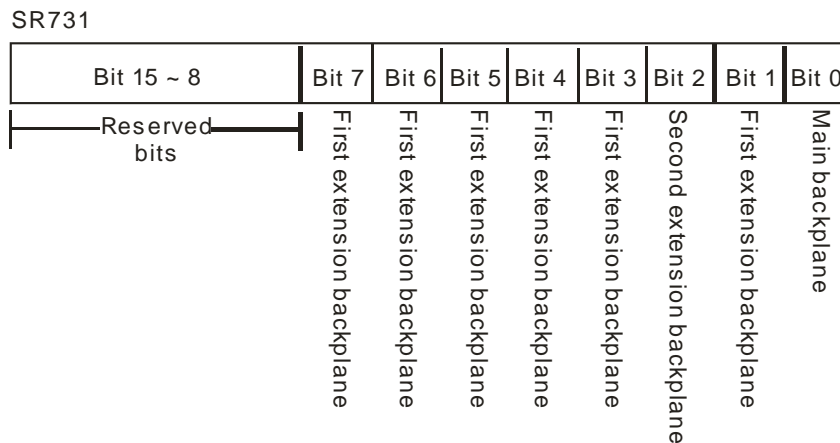 SR731
Bit 15 ~ 8
Bit 7
Bit 6
Bit 5
Bit 4
Bit 3
Bit 2
Bit 1
Bit 0
Reserved
bits
First extension backplane
First extension backplane
First extension backplane
First extension backplane
First extension backplane
Second extension backplane
First extension backplane
Main backplane